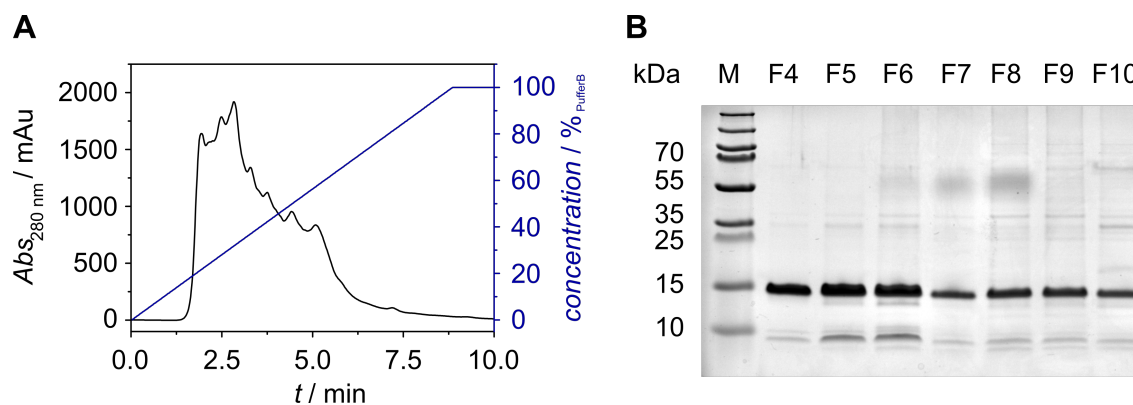 A
Abs280 nm / mAu
2000
1500
1000
500
0
100
80
60
40
20
0
concentration / % PufferB
0.0 2.5 5.0 7.5 10.0
t / min
B
kDa M F4 F5 F6 F7 F8 F9 F10
70
55
35
25
15
10